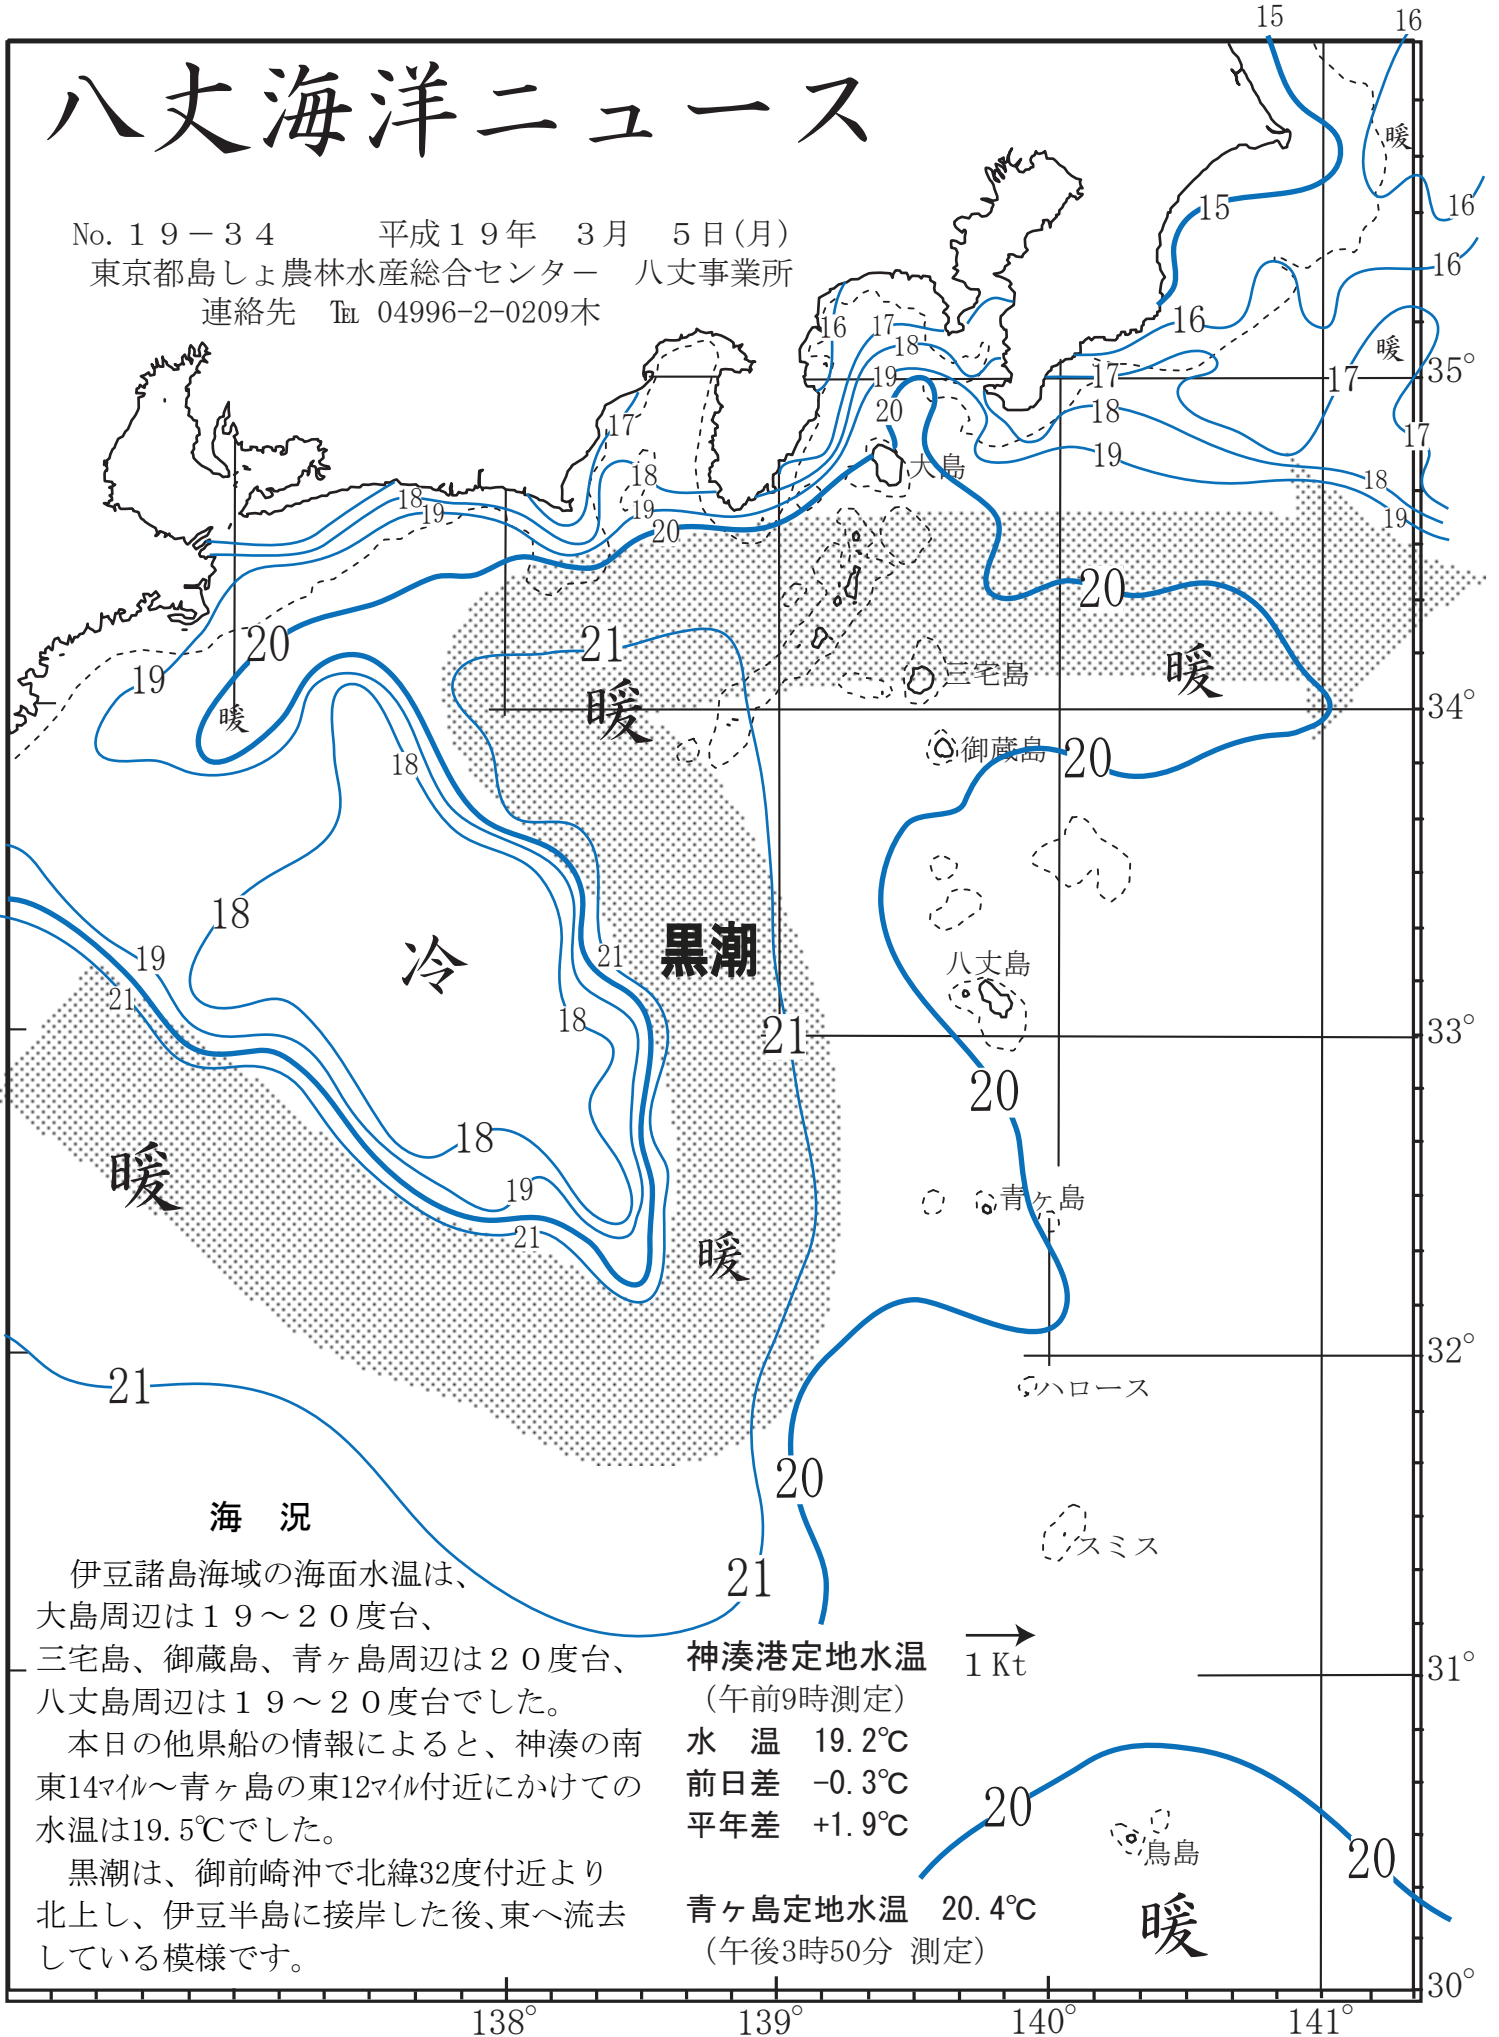 八丈海洋ニュース
No.１９－３４　　平成１９年　３月　５日(月)
東京都島しょ農林水産総合センター　八丈事業所
連絡先　℡ 04996-2-0209木
15
16
暖
15
16
16
16
暖
35°
16
17
18
19
20
17
18
19
17
17
18
19
大島
17
18
19
20
18
19
20
20
暖
19
暖
21
暖
三宅島
34°
御蔵島
20
18
18
冷
黒潮
19
21
21
18
八丈島
21
33°
20
暖
18
19
21
暖
青ヶ島
32°
ハロース
21
20
スミス
21
海　況
伊豆諸島海域の海面水温は、
大島周辺は１９～２０度台、
三宅島、御蔵島、青ヶ島周辺は２０度台、
八丈島周辺は１９～２０度台でした。
本日の他県船の情報によると、神湊の南
東14マイル～青ヶ島の東12マイル付近にかけての
水温は19.5℃でした。
黒潮は、御前崎沖で北緯32度付近より
北上し、伊豆半島に接岸した後、東へ流去
している模様です。
神湊港定地水温
（午前9時測定）
水　温　19.2℃
前日差　-0.3℃
平年差　+1.9℃
青ヶ島定地水温　20.4℃
（午後3時50分 測定）
1 Kt
31°
20
鳥島
20
暖
30°
138°
139°
140°
141°